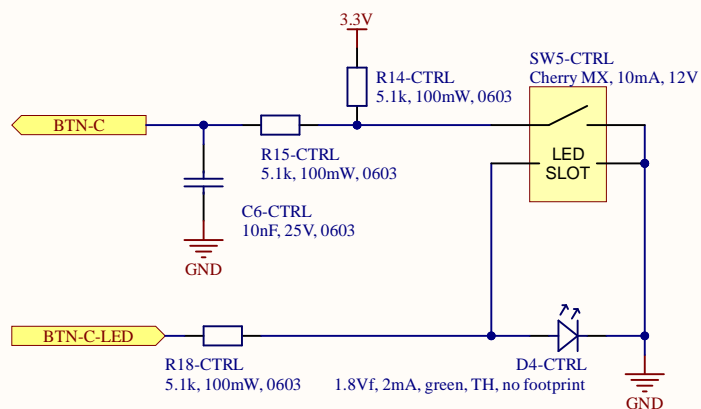 3.3V
SW5-CTRL
Cherry MX, 10mA, 12V
R14-CTRL
5.1k, 100mW, 0603
BTN-C
R15-CTRL
5.1k, 100mW, 0603
LED
SLOT
C6-CTRL
10nF, 25V, 0603
GND
BTN-C-LED
R18-CTRL
5.1k, 100mW, 0603
D4-CTRL
1.8Vf, 2mA, green, TH, no footprint
GND